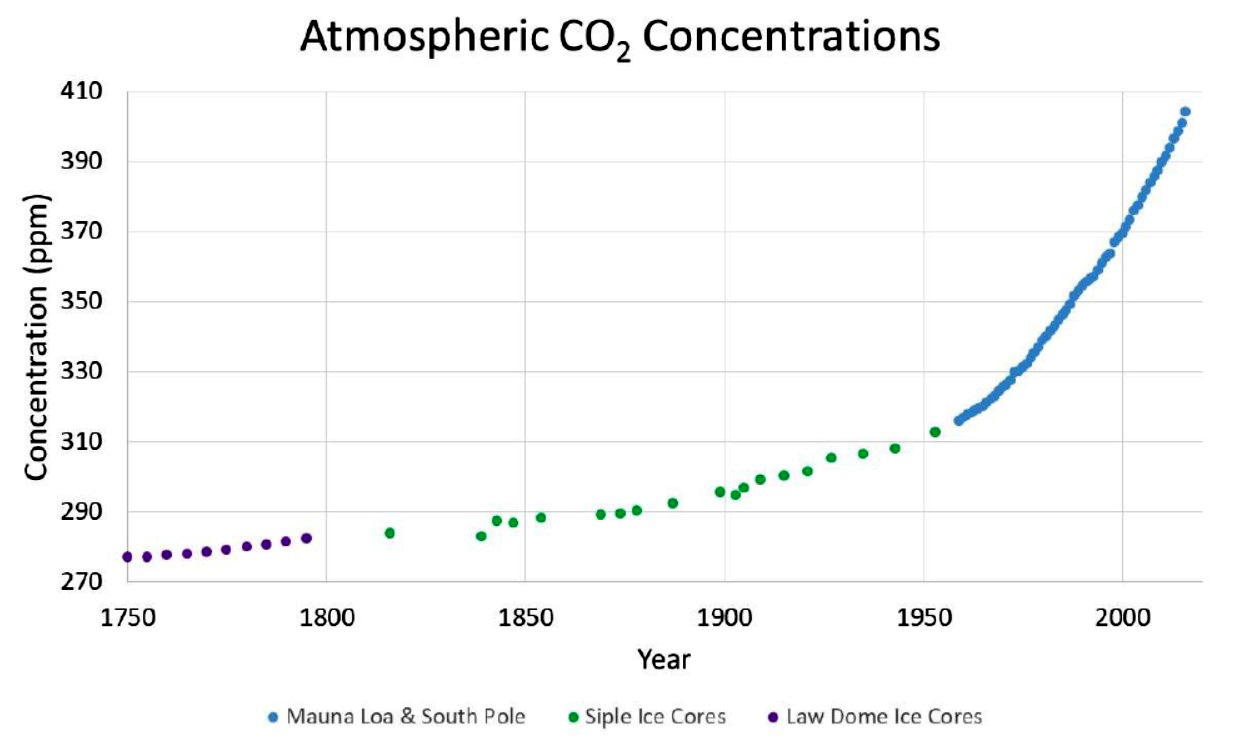 Atmospheric CO₂ Concentrations
Concentration (ppm)
410
390
370
350
330
310
290
270
1750 1800 1850 1900 1950 2000
Year
Mauna Loa & South Pole Siple Ice Cores Law Dome Ice Cores